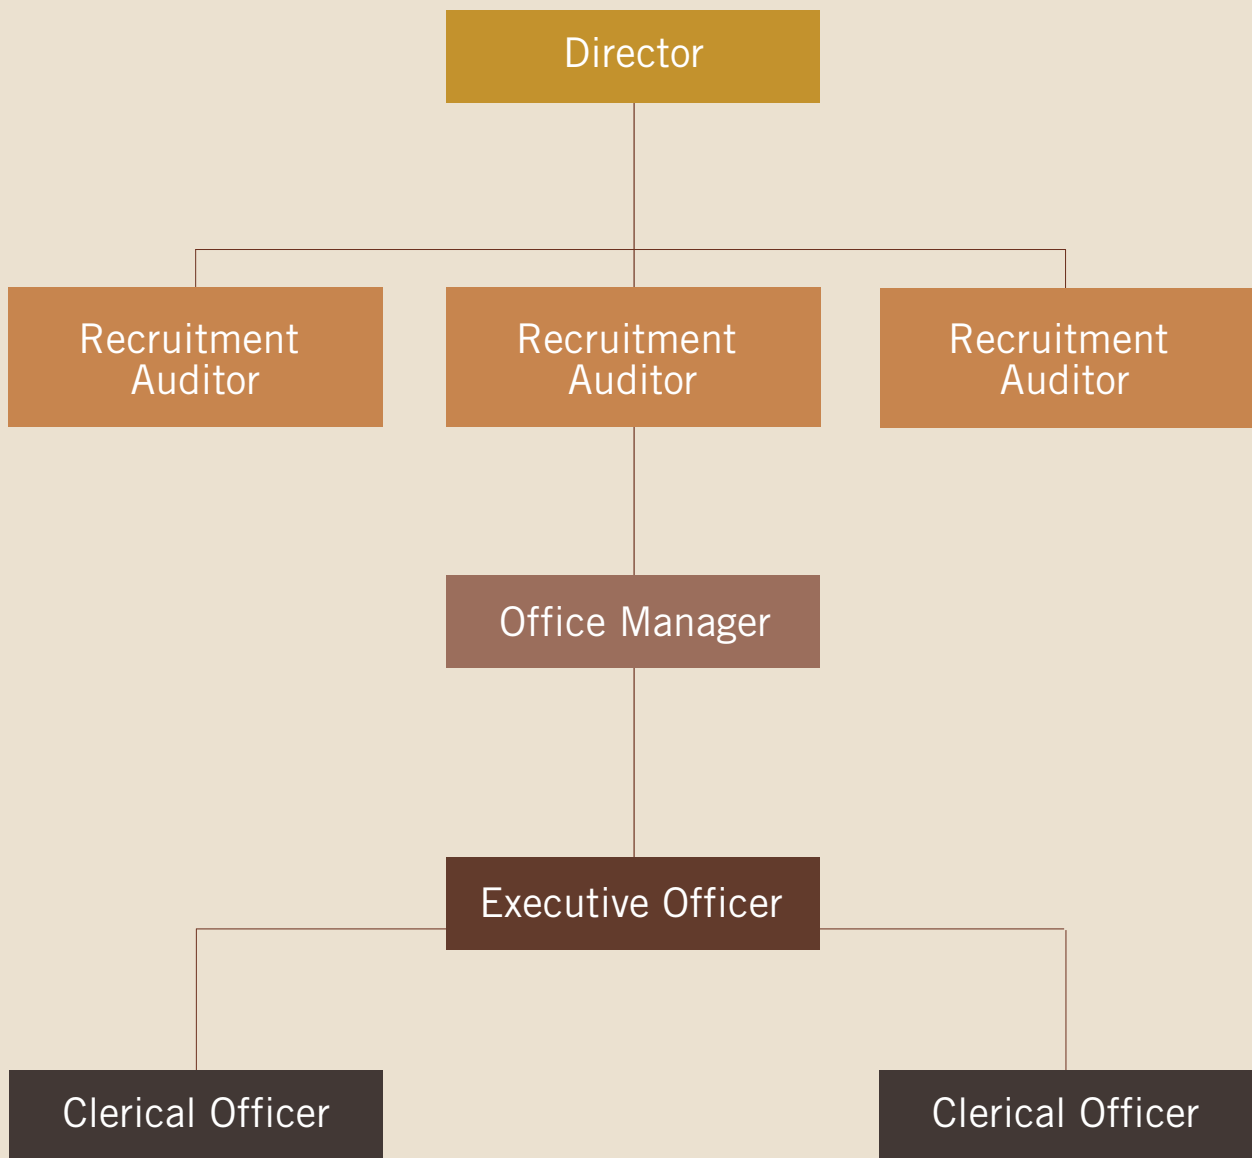 Director
Recruitment
Auditor
Recruitment
Auditor
Recruitment
Auditor
Office Manager
Executive Officer
Clerical Officer
Clerical Officer